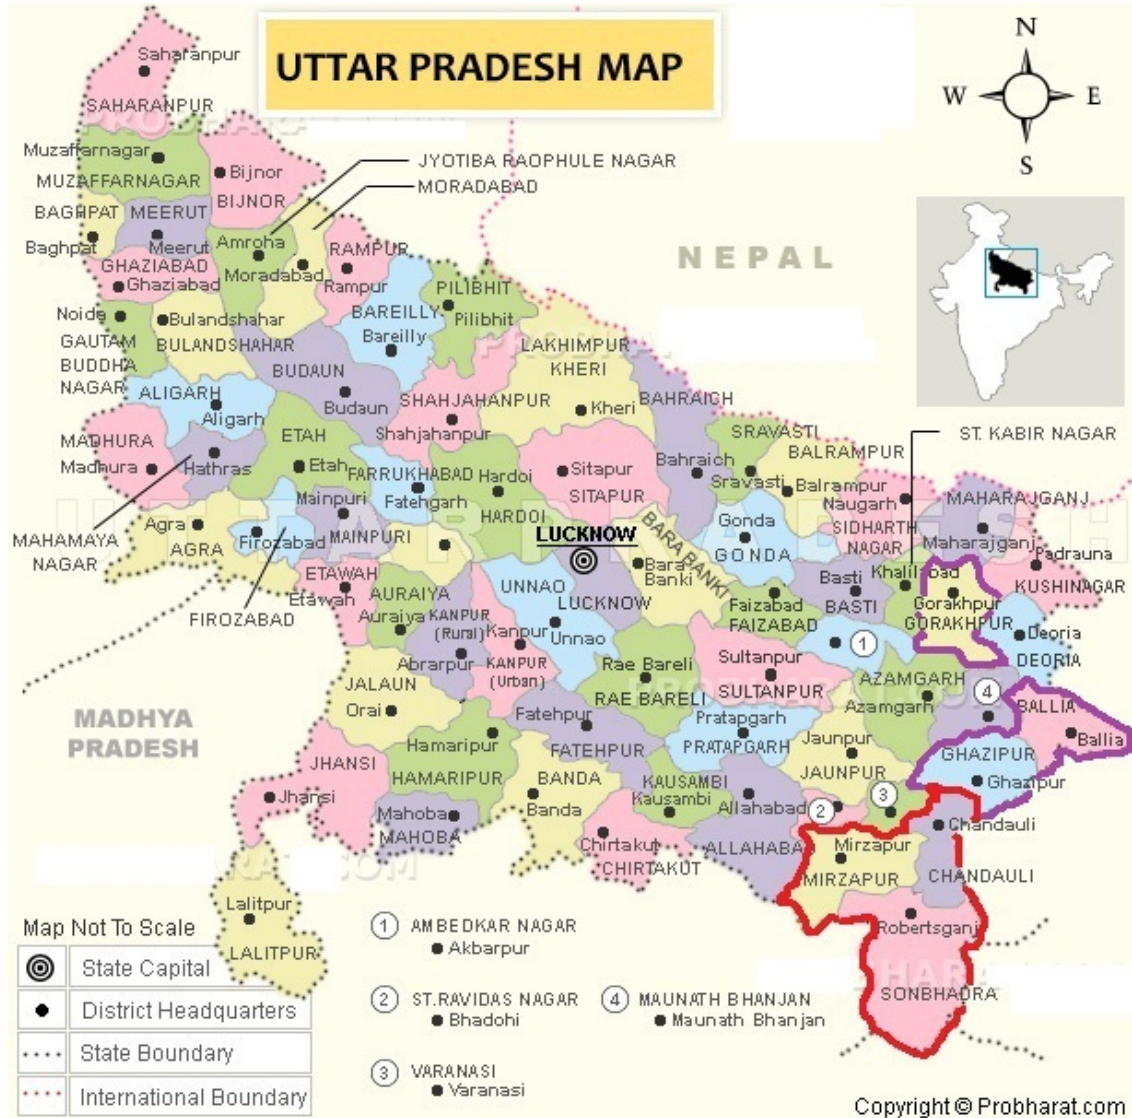 UTTAR PRADESH MAP
N
W E
S
Saharanpur
SAHARANPUR
Muzaffarnagar
MUZAFFARNAGAR
Bijnor
BIJNOR
JYOTIBA RAOPHULE NAGAR
MORADABAD
BAGHPAT
Baghpat
MEERUT
Meerut
Amroha
Moradabad
RAMPUR
Rampur
GHAZIABAD
Ghaziabad
NEPAL
Noida
GAUTAM
BUDDHA
NAGAR
Bulandshahar
BULANDSHAHAR
BAREILLY
Bareilly
PILIBHIT
Pilibhit
BUDAUN
Budaun
LAKHIMPUR
KHERI
Kheri
BAHRAICH
Bahraich
ALIGARH
Aligarh
SHAHJAHANPUR
Shahjahanpur
MADHURA
Madhura
Hathras
ETAH
Etah
FARRUKHABAD
Fatehgarh
Hardoi
HARDOI
Sitapur
SITAPUR
SRAVASTI
Sravasti
BALRAMPUR
Balrampur
ST. KABIR NAGAR
Naugarh
SIDHARTH
NAGAR
MAHARAJGANJ
Maharajganj
Padrauna
KUSHINAGAR
MAHAMAYA
NAGAR
Agra
AGRA
Firozabad
FIROZABAD
Mainpuri
MAINPURI
UTTAR PRADESH
LUCKNOW
LUCKNOW
BARA BANKI
Bara
Banki
Gonda
GONDA
Basti
BASTI
Khalilabad
Gorakhpur
GORAKHPUR
Deoria
DEORIA
ETAWAH
Etawah
AURAIYA
Auraiya
KANPUR
(Rural)
Abrarpur
Kanpur
KANPUR
(Urban)
UNNAO
Unnao
Faizabad
FAIZABAD
1
Rae Bareli
RAE BARELI
Sultanpur
SULTANPUR
AZAMGARH
Azamgarh
4
BALLIA
Ballia
JALAUN
Orai
MADHYA
PRADESH
Fatehpur
FATEHPUR
Pratapgarh
PRATAPGARH
Jaunpur
JAUNPUR
GHAZIPUR
Ghazipur
JHANSI
Jhansi
Hamaripur
HAMARIPUR
Mahoba
MAHOBA
BANDA
Banda
KAUSAMBI
Kausambi
Allahabad
ALLAHABAD
2
3
Chandauli
CHANDAULI
Chirtakut
CHIRTAKUT
Mirzapur
MIRZAPUR
Robertsganj
SONBHADRA
Lalitpur
LALITPUR
Map Not To Scale
State Capital
District Headquarters
State Boundary
International Boundary
1 AMBEDKAR NAGAR
Akbarpur
2 ST.RAVIDAS NAGAR
Bhadohi
3 VARANASI
Varanasi
4 MAUNATH BHANJAN
Maunath Bhanjan
Copyright © Probharat.com